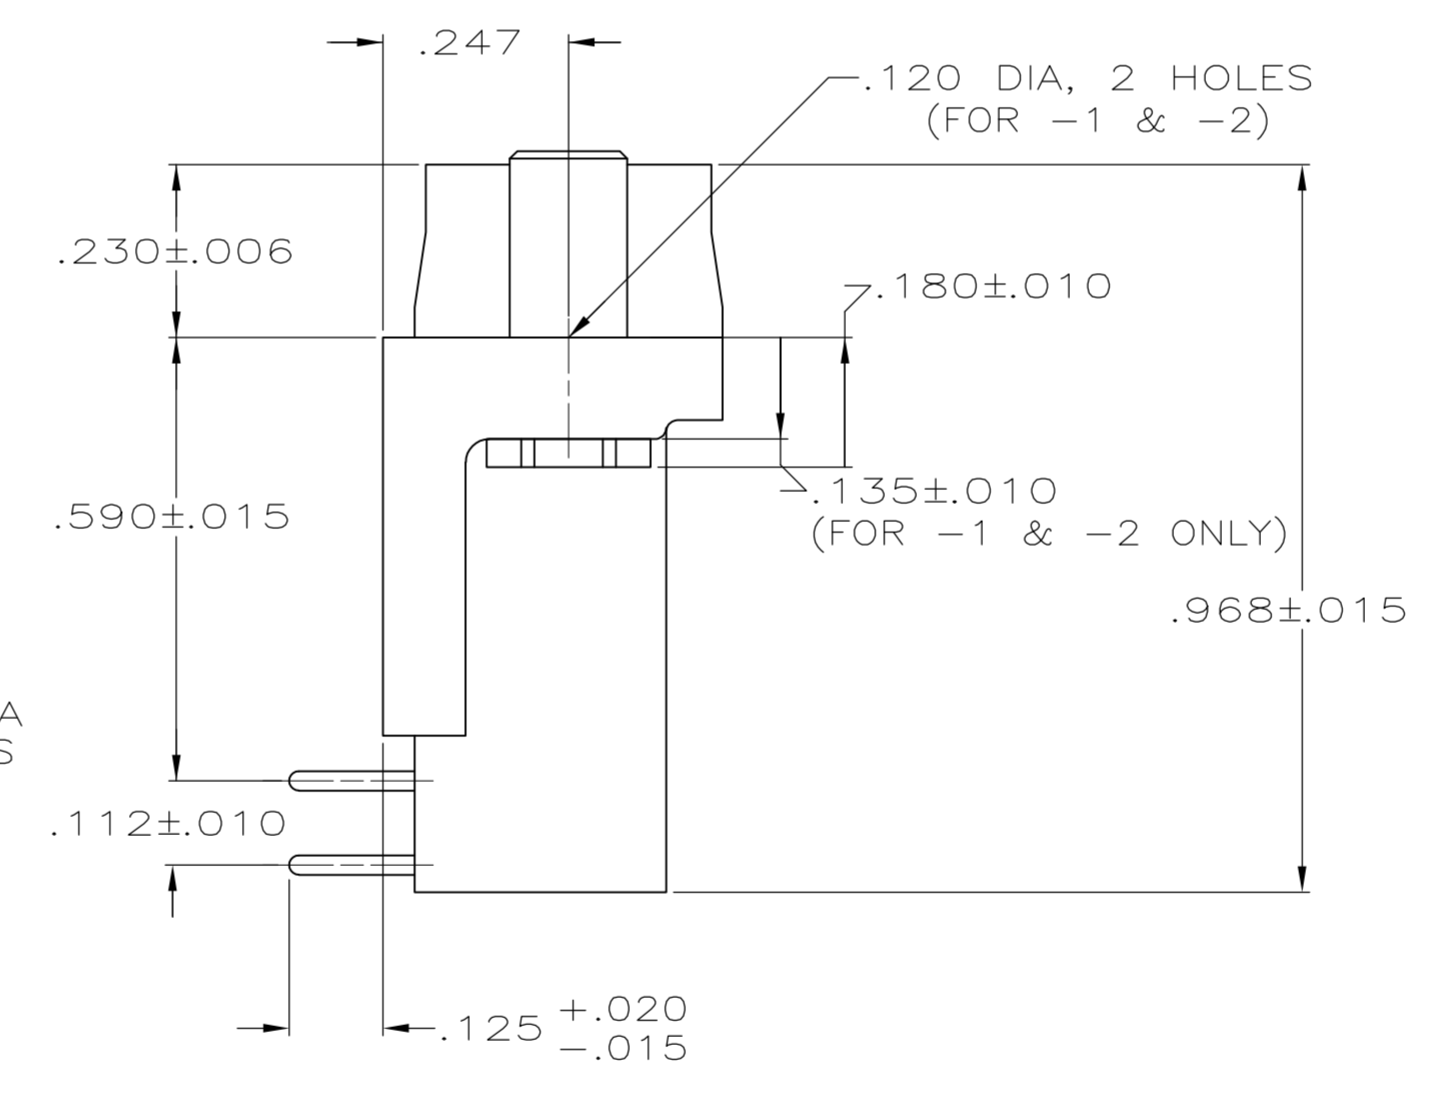 .247
.120 DIA, 2 HOLES
(FOR -1 & -2)
.230±.006
.180±.010
.135±.010
(FOR -1 & -2 ONLY)
.590±.015
.968±.015
A
S
.112±.010
.125 +.020
-.015